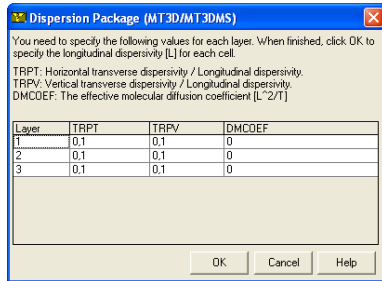 Dispersion Package (MT3D/MT3DMS)
You need to specify the following values for each layer. When finished, click OK to
specify the longitudinal dispersivity [L] for each cell.
TRPT: Horizontal transverse dispersivity / Longitudinal dispersivity.
TRPV: Vertical transverse dispersivity / Longitudinal dispersivity.
DMCOEF: The effective molecular diffusion coefficient [L^2/T]
Layer TRPT TRPV DMCOEF
1 0,1 0,1 0
2 0,1 0,1 0
3 0,1 0,1 0
OK Cancel Help